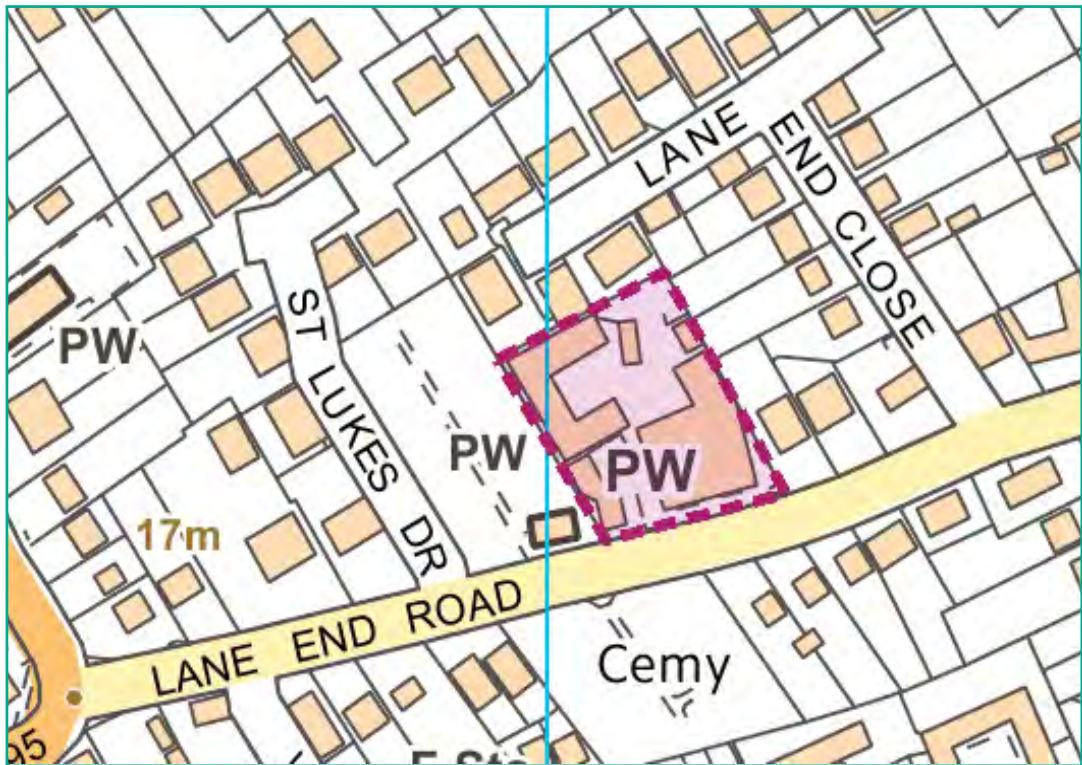 LANE
END CLOSE
ST LUKES DR
PW
PW
PW
17m
LANE END ROAD
Cemy
95